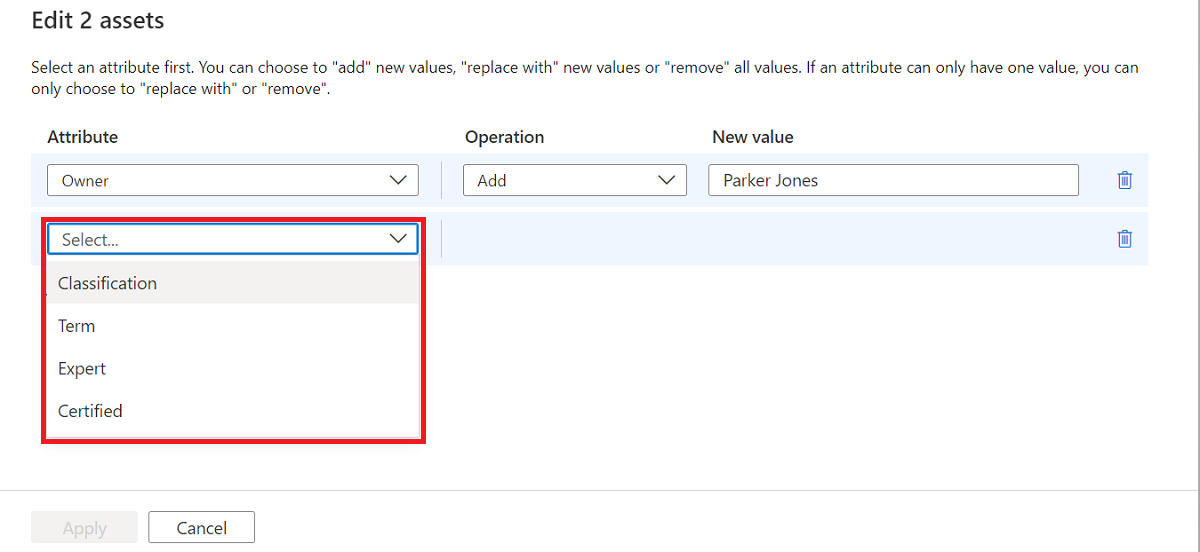 Edit 2 assets
Select an attribute first. You can choose to "add" new values, "replace with" new values or "remove" all values. If an attribute can only have one value, you can
only choose to "replace with" or "remove".
Attribute Operation New value
Owner Add Parker Jones
Select...
Classification
Term
Expert
Certified
Apply Cancel